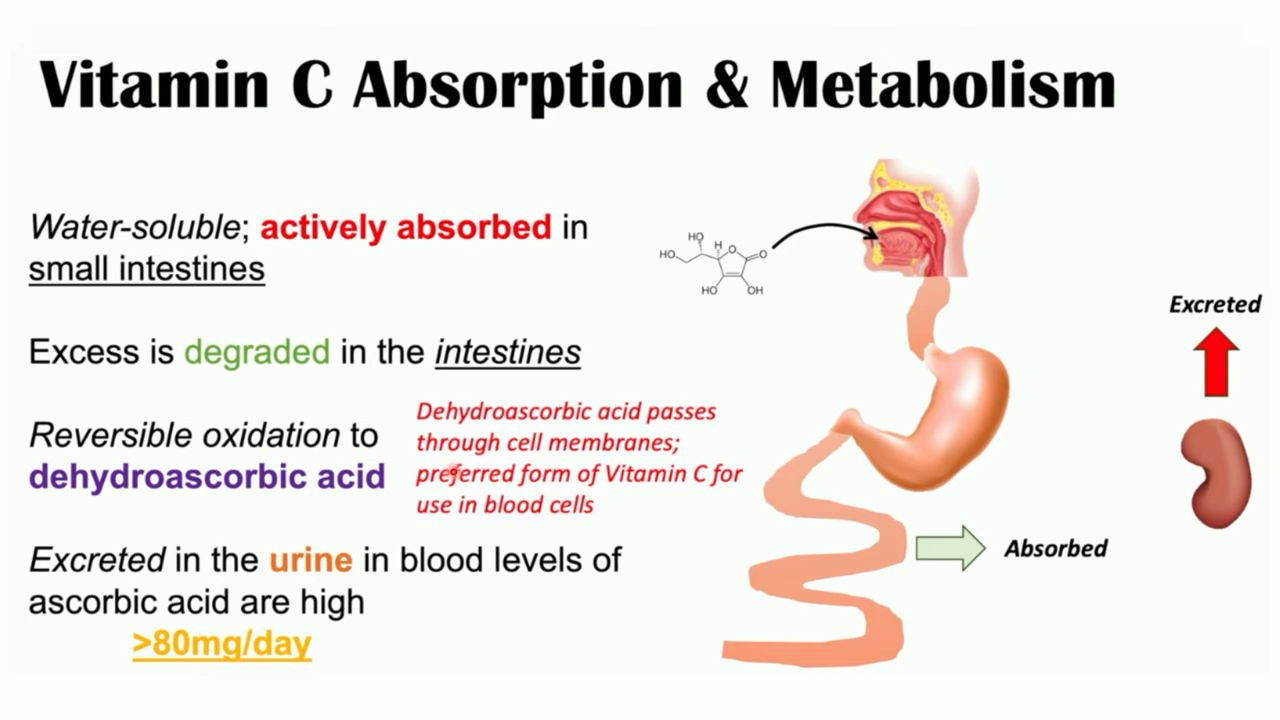 Vitamin C Absorption & Metabolism
Water-soluble; actively absorbed in
small intestines
Excess is degraded in the intestines
Reversible oxidation to
dehydroascorbic acid
Dehydroascorbic acid passes
through cell membranes;
preferred form of Vitamin C for
use in blood cells
Excreted in the urine in blood levels of
ascorbic acid are high
>80mg/day
HO
HO
H
O
O
HO
OH
Excreted
Absorbed